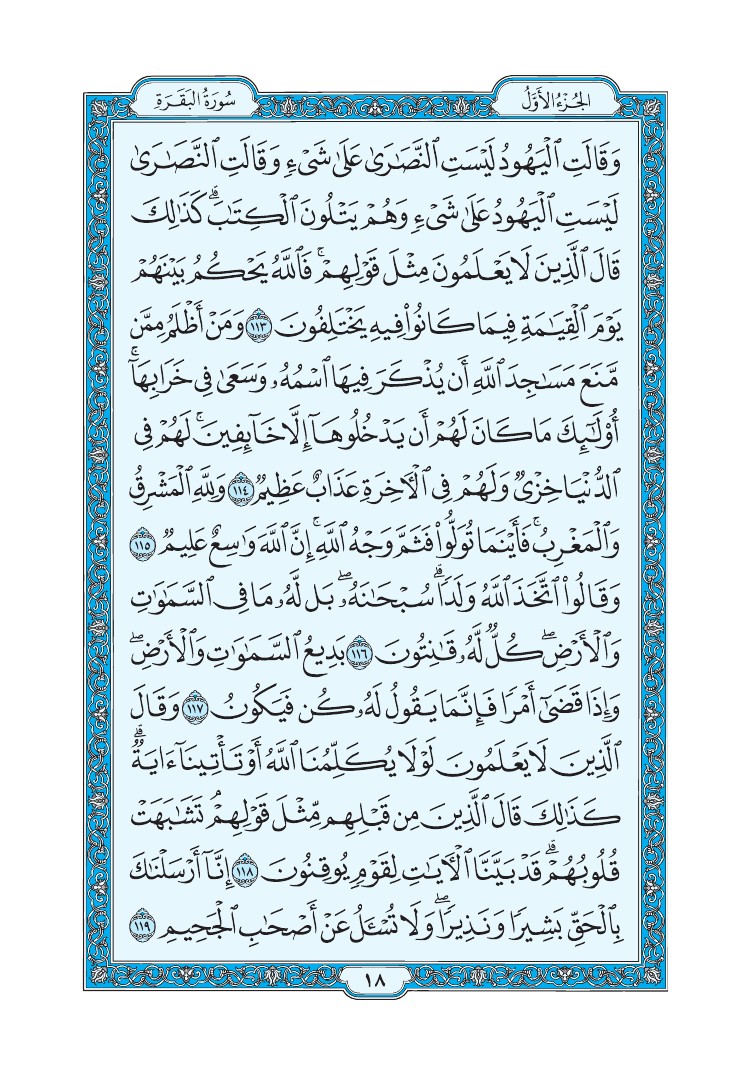 الجُزْءُ الأَوَّلُ
سُورَةُ البَقَرَةِ
وَقَالَتِ ٱلۡيَهُودُ لَيۡسَتِ ٱلنَّصَٰرَىٰ عَلَىٰ شَيۡءٖ وَقَالَتِ ٱلنَّصَٰرَىٰ
لَيۡسَتِ ٱلۡيَهُودُ عَلَىٰ شَيۡءٖ وَهُمۡ يَتۡلُونَ ٱلۡكِتَٰبَۗ كَذَٰلِكَ
قَالَ ٱلَّذِينَ لَا يَعۡلَمُونَ مِثۡلَ قَوۡلِهِمۡۚ فَٱللَّهُ يَحۡكُمُ بَيۡنَهُمۡ
يَوۡمَ ٱلۡقِيَٰمَةِ فِيمَا كَانُواْ فِيهِ يَخۡتَلِفُونَ ١١٣ وَمَنۡ أَظۡلَمُ مِمَّن
مَّنَعَ مَسَٰجِدَ ٱللَّهِ أَن يُذۡكَرَ فِيهَا ٱسۡمُهُۥ وَسَعَىٰ فِي خَرَابِهَآۚ
أُوْلَٰٓئِكَ مَا كَانَ لَهُمۡ أَن يَدۡخُلُوهَآ إِلَّا خَآئِفِينَۚ لَهُمۡ فِي
ٱلدُّنۡيَا خِزۡيٞ وَلَهُمۡ فِي ٱلۡأٓخِرَةِ عَذَابٌ عَظِيمٞ ١١٤ وَلِلَّهِ ٱلۡمَشۡرِقُ
وَٱلۡمَغۡرِبُۚ فَأَيۡنَمَا تُوَلُّواْ فَثَمَّ وَجۡهُ ٱللَّهِۚ إِنَّ ٱللَّهَ وَٰسِعٌ عَلِيمٞ ١١٥
وَقَالُواْ ٱتَّخَذَ ٱللَّهُ وَلَدٗاۗ سُبۡحَٰنَهُۥۖ بَل لَّهُۥ مَا فِي ٱلسَّمَٰوَٰتِ
وَٱلۡأَرۡضِۖ كُلّٞ لَّهُۥ قَٰنِتُونَ ١١٦ بَدِيعُ ٱلسَّمَٰوَٰتِ وَٱلۡأَرۡضِۖ
وَإِذَا قَضَىٰٓ أَمۡرٗا فَإِنَّمَا يَقُولُ لَهُۥ كُن فَيَكُونُ ١١٧ وَقَالَ
ٱلَّذِينَ لَا يَعۡلَمُونَ لَوۡلَا يُكَلِّمُنَا ٱللَّهُ أَوۡ تَأۡتِينَآ ءَايَةٞۗ
كَذَٰلِكَ قَالَ ٱلَّذِينَ مِن قَبۡلِهِم مِّثۡلَ قَوۡلِهِمۡۘ تَشَٰبَهَتۡ
قُلُوبُهُمۡۗ قَدۡ بَيَّنَّا ٱلۡأٓيَٰتِ لِقَوۡمٖ يُوقِنُونَ ١١٨ إِنَّآ أَرۡسَلۡنَٰكَ
بِٱلۡحَقِّ بَشِيرٗا وَنَذِيرٗاۖ وَلَا تُسۡـَٔلُ عَنۡ أَصۡحَٰبِ ٱلۡجَحِيمِ ١١٩
١٨